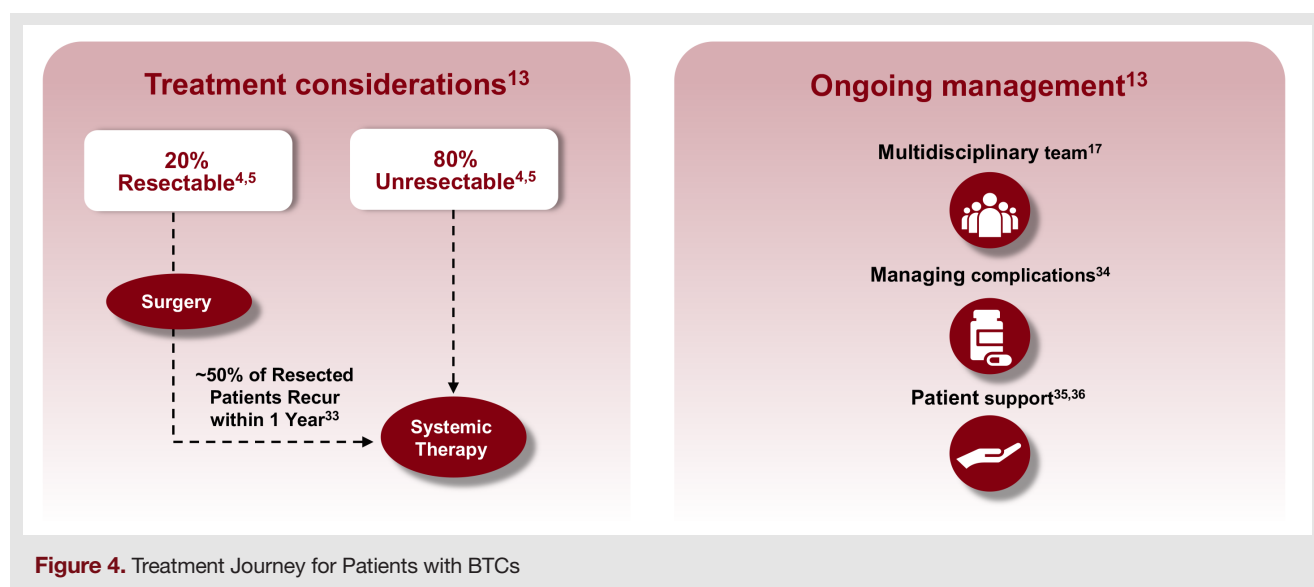 Treatment considerations13
20%
Resectable4,5
80%
Unresectable4,5
Surgery
~50% of Resected
Patients Recur
within 1 Year33
Systemic
Therapy
Ongoing management13
Multidisciplinary team17
Managing complications34
Patient support35,36
Figure 4. Treatment Journey for Patients with BTCs